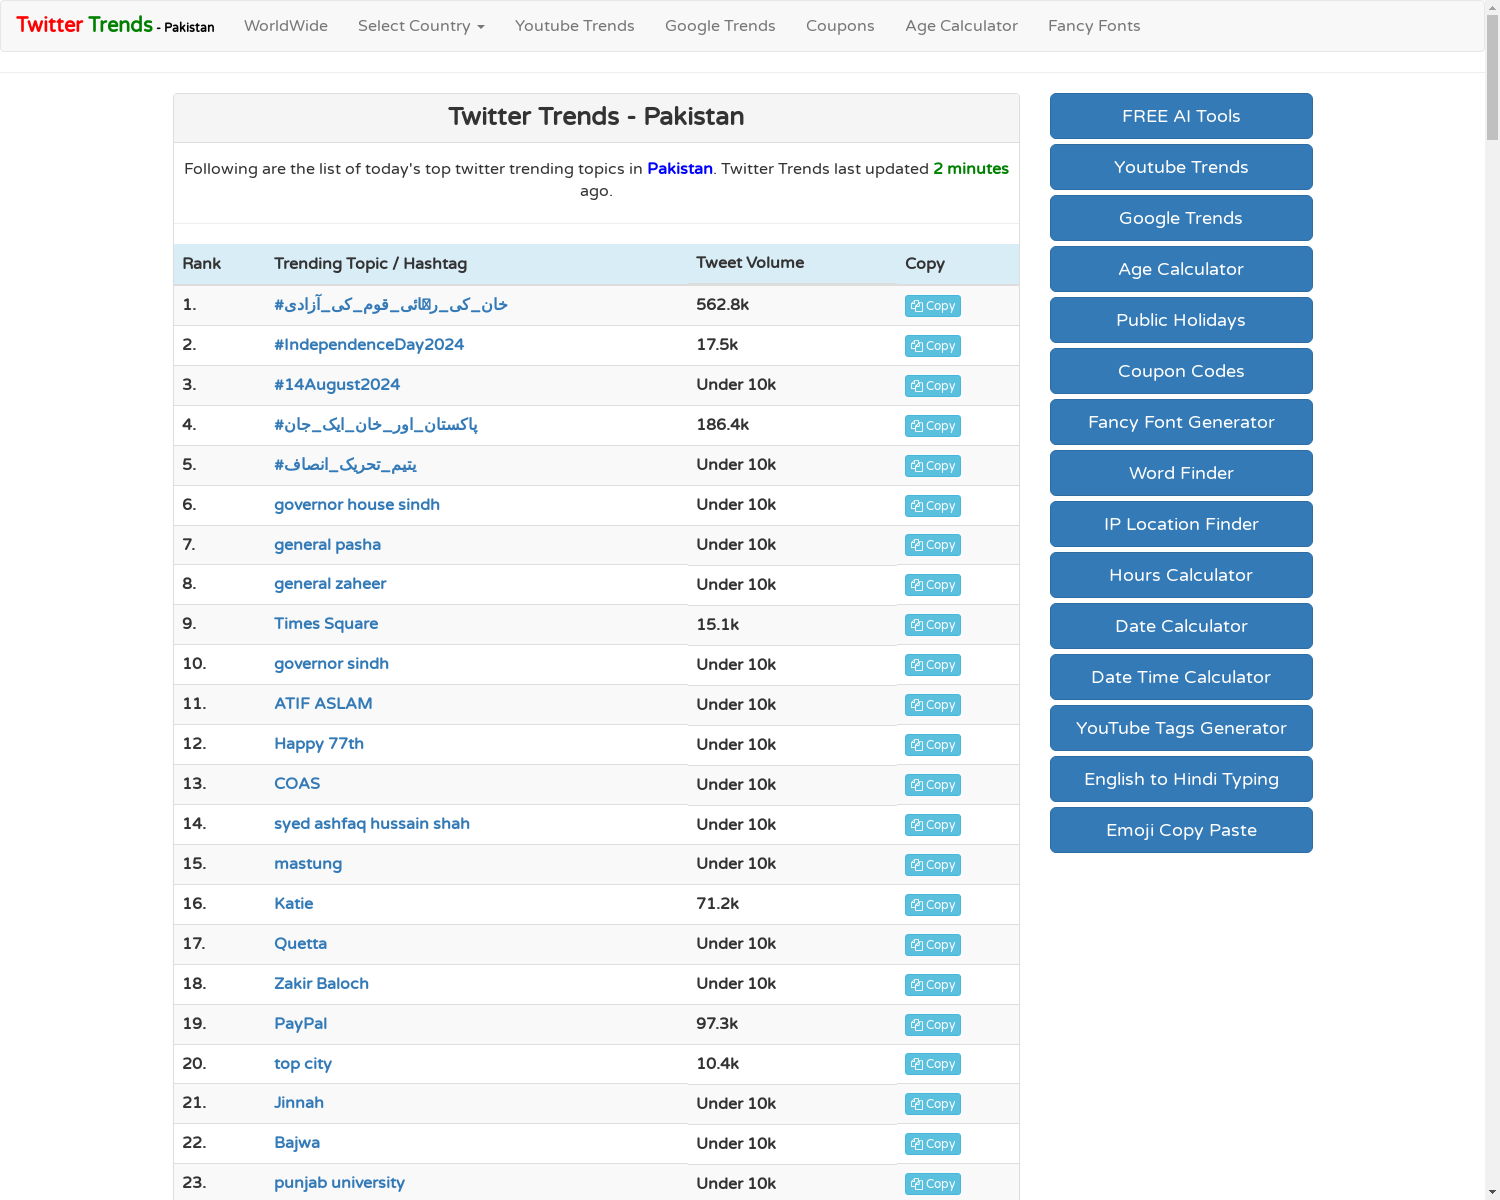 Twitter Trends - Pakistan WorldWide Select Country Youtube Trends Google Trends Coupons Age Calculator Fancy Fonts
Twitter Trends - Pakistan
Following are the list of today's top twitter trending topics in Pakistan. Twitter Trends last updated 2 minutes
ago.
Rank Trending Topic / Hashtag Tweet Volume Copy
1. #خان_کی_رہائی_قوم_کی_آزادی 562.8k Copy
2. #IndependenceDay2024 17.5k Copy
3. #14August2024 Under 10k Copy
4. #پاکستان_اور_خان_ایک_جان 186.4k Copy
5. #یتیم_تحریک_انصاف Under 10k Copy
6. governor house sindh Under 10k Copy
7. general pasha Under 10k Copy
8. general zaheer Under 10k Copy
9. Times Square 15.1k Copy
10. governor sindh Under 10k Copy
11. ATIF ASLAM Under 10k Copy
12. Happy 77th Under 10k Copy
13. COAS Under 10k Copy
14. syed ashfaq hussain shah Under 10k Copy
15. mastung Under 10k Copy
16. Katie 71.2k Copy
17. Quetta Under 10k Copy
18. Zakir Baloch Under 10k Copy
19. PayPal 97.3k Copy
20. top city 10.4k Copy
21. Jinnah Under 10k Copy
22. Bajwa Under 10k Copy
23. punjab university Under 10k Copy
FREE AI Tools
Youtube Trends
Google Trends
Age Calculator
Public Holidays
Coupon Codes
Fancy Font Generator
Word Finder
IP Location Finder
Hours Calculator
Date Calculator
Date Time Calculator
YouTube Tags Generator
English to Hindi Typing
Emoji Copy Paste